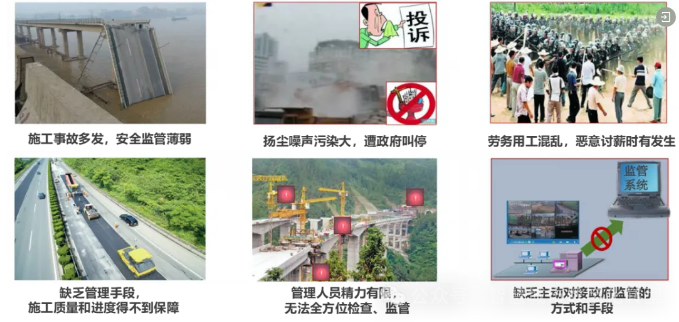 投
诉
施工事故多发，安全监管薄弱
扬尘噪声污染大，遭政府叫停
劳务用工混乱，恶意讨薪时有发生
监管
系统
缺乏管理手段，
施工质量和进度得不到保障
管理人员精力有限，
无法全方位检查、监管
缺乏主动对接政府监管的
方式和手段